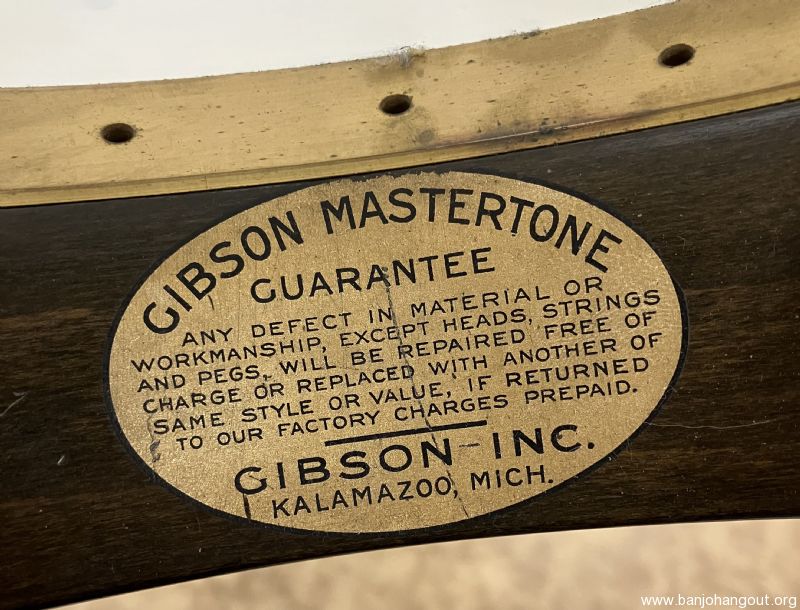 GIBSON MASTERTONE
GUARANTEE
ANY DEFECT IN MATERIAL OR
WORKMANSHIP, EXCEPT HEADS, STRINGS
AND PEGS, WILL BE REPAIRED FREE OF
CHARGE OR REPLACED WITH ANOTHER OF
SAME STYLE OR VALUE, IF RETURNED
TO OUR FACTORY CHARGES PREPAID.
GIBSON-INC.
KALAMAZOO, MICH.
www.banjohangout.org